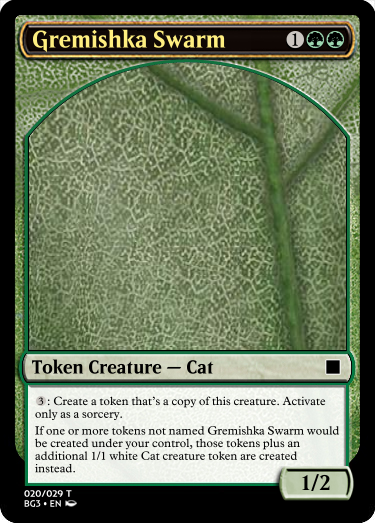 Gremishka Swarm 1
Token Creature — Cat
3: Create a token that's a copy of this creature. Activate
only as a sorcery.
If one or more tokens not named Gremishka Swarm would
be created under your control, those tokens plus an
additional 1/1 white Cat creature token are created
instead.
1/2
020/029 T
BG3 • EN